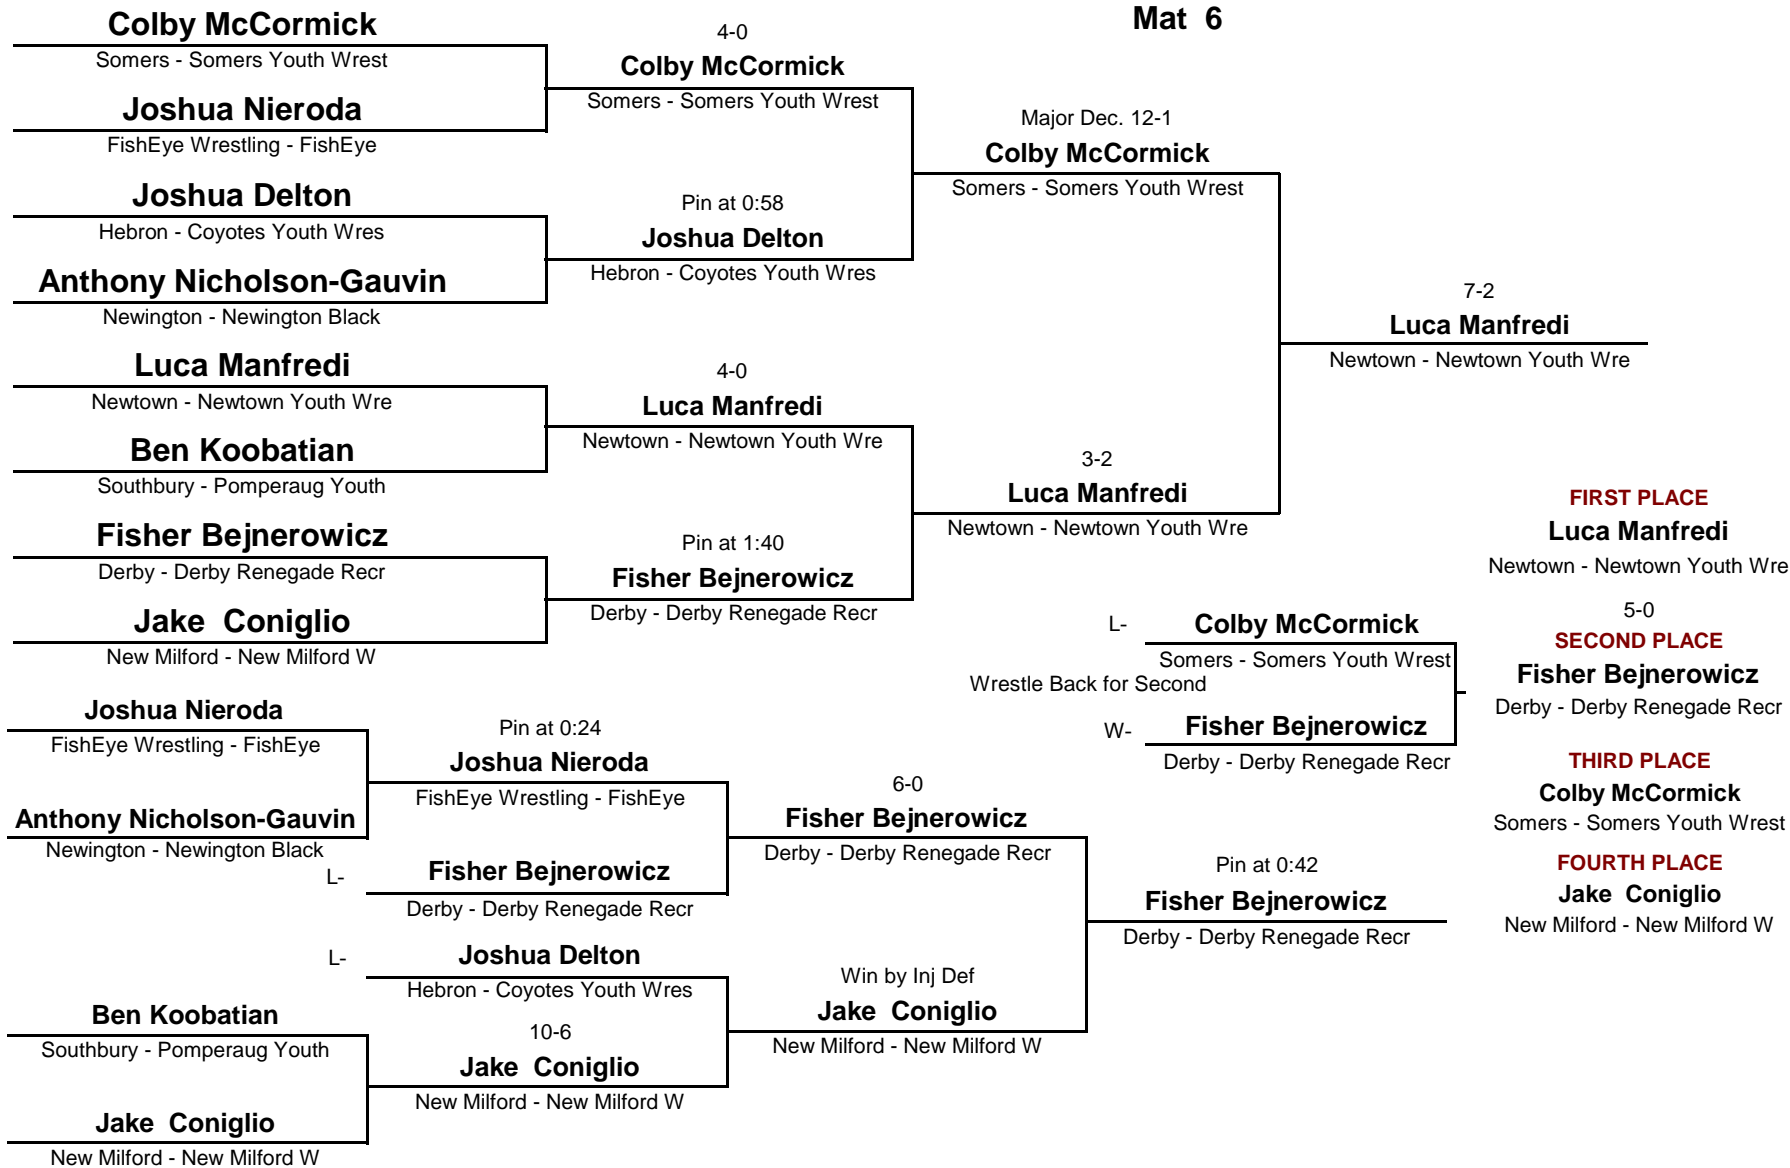 Mat 6
Colby McCormick
Somers - Somers Youth Wrest
Joshua Nieroda
FishEye Wrestling - FishEye
Joshua Delton
Hebron - Coyotes Youth Wres
Anthony Nicholson-Gauvin
Newington - Newington Black
Luca Manfredi
Newtown - Newtown Youth Wre
Ben Koobatian
Southbury - Pomperaug Youth
Fisher Bejnerowicz
Derby - Derby Renegade Recr
Jake Coniglio
New Milford - New Milford W
4-0
Colby McCormick
Somers - Somers Youth Wrest
Pin at 0:58
Joshua Delton
Hebron - Coyotes Youth Wres
4-0
Luca Manfredi
Newtown - Newtown Youth Wre
Pin at 1:40
Fisher Bejnerowicz
Derby - Derby Renegade Recr
Major Dec. 12-1
Colby McCormick
Somers - Somers Youth Wrest
3-2
Luca Manfredi
Newtown - Newtown Youth Wre
7-2
Luca Manfredi
Newtown - Newtown Youth Wre
Joshua Nieroda
FishEye Wrestling - FishEye
Anthony Nicholson-Gauvin
Newington - Newington Black
Ben Koobatian
Southbury - Pomperaug Youth
Jake Coniglio
New Milford - New Milford W
Pin at 0:24
Joshua Nieroda
FishEye Wrestling - FishEye
L-
Fisher Bejnerowicz
Derby - Derby Renegade Recr
L-
Joshua Delton
Hebron - Coyotes Youth Wres
10-6
Jake Coniglio
New Milford - New Milford W
6-0
Fisher Bejnerowicz
Derby - Derby Renegade Recr
Win by Inj Def
Jake Coniglio
New Milford - New Milford W
Pin at 0:42
Fisher Bejnerowicz
Derby - Derby Renegade Recr
L-
Colby McCormick
Somers - Somers Youth Wrest
Wrestle Back for Second
W-
Fisher Bejnerowicz
Derby - Derby Renegade Recr
FIRST PLACE
Luca Manfredi
Newtown - Newtown Youth Wre
5-0
SECOND PLACE
Fisher Bejnerowicz
Derby - Derby Renegade Recr
THIRD PLACE
Colby McCormick
Somers - Somers Youth Wrest
FOURTH PLACE
Jake Coniglio
New Milford - New Milford W